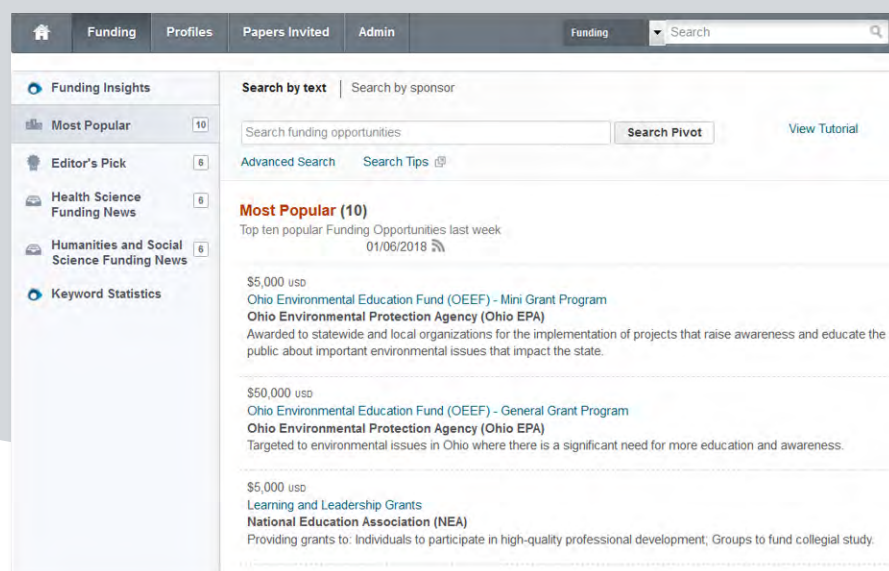 Funding
Profiles
Papers Invited
Admin
Funding
Search
Funding Insights
Most Popular 10
Editor's Pick 6
Health Science
Funding News 6
Humanities and Social
Science Funding News 6
Keyword Statistics
Search by text | Search by sponsor
Search funding opportunities
Search Pivot
View Tutorial
Advanced Search
Search Tips
Most Popular (10)
Top ten popular Funding Opportunities last week
01/06/2018
$5,000 USD
Ohio Environmental Education Fund (OEEF) - Mini Grant Program
Ohio Environmental Protection Agency (Ohio EPA)
Awarded to statewide and local organizations for the implementation of projects that raise awareness and educate the
public about important environmental issues that impact the state.
$50,000 USD
Ohio Environmental Education Fund (OEEF) - General Grant Program
Ohio Environmental Protection Agency (Ohio EPA)
Targeted to environmental issues in Ohio where there is a significant need for more education and awareness.
$5,000 USD
Learning and Leadership Grants
National Education Association (NEA)
Providing grants to: Individuals to participate in high-quality professional development; Groups to fund collegial study.